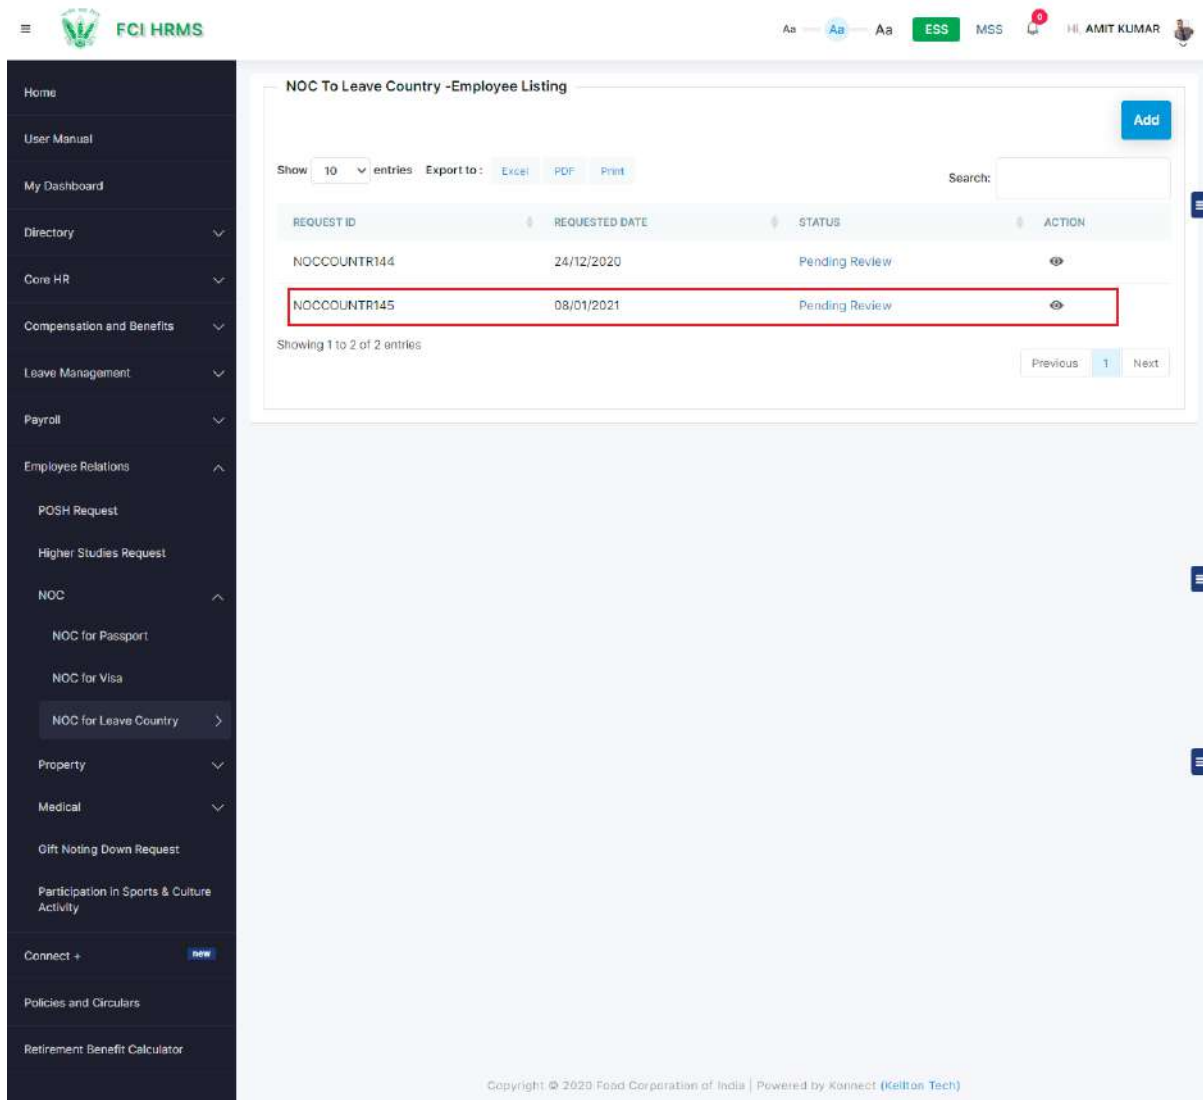 FCI HRMS
Aa Aa Aa ESS MSS 0 Hi, AMIT KUMAR
Home
User Manual
My Dashboard
Directory
Core HR
Compensation and Benefits
Leave Management
Payroll
Employee Relations
POSH Request
Higher Studies Request
NOC
NOC for Passport
NOC for Visa
NOC for Leave Country
Property
Medical
Gift Noting Down Request
Participation in Sports & Culture
Activity
Connect + new
Policies and Circulars
Retirement Benefit Calculator
NOC To Leave Country -Employee Listing
Add
Show 10 entries Export to : Excel PDF Print
Search:
REQUEST ID REQUESTED DATE STATUS ACTION
NOCCOUNTR144 24/12/2020 Pending Review
NOCCOUNTR145 08/01/2021 Pending Review
Showing 1 to 2 of 2 entries
Previous 1 Next
Copyright © 2020 Food Corporation of India | Powered by Konnect (Kellton Tech)